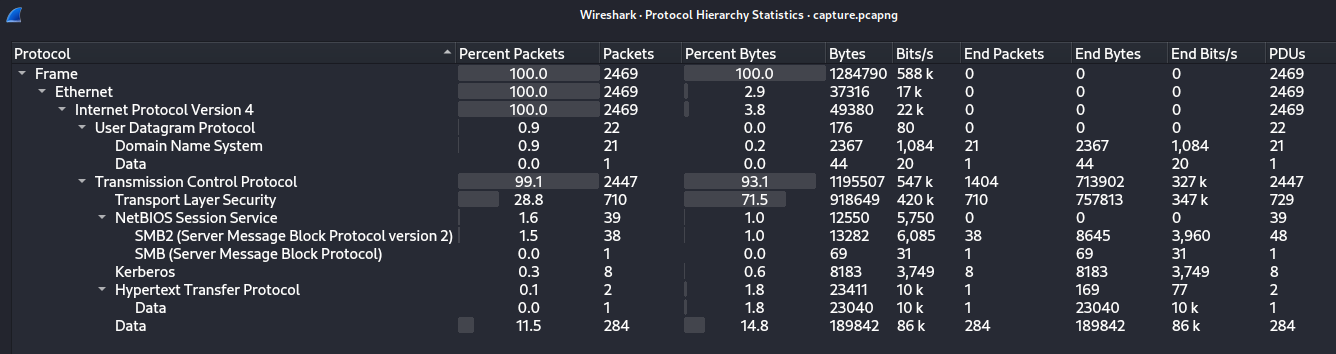 Wireshark · Protocol Hierarchy Statistics · capture.pcapng
Protocol Percent Packets Packets Percent Bytes Bytes Bits/s End Packets End Bytes End Bits/s PDUs
Frame 100.0 2469 100.0 1284790 588 k 0 0 0 2469
Ethernet 100.0 2469 2.9 37316 17 k 0 0 0 2469
Internet Protocol Version 4 100.0 2469 3.8 49380 22 k 0 0 0 2469
User Datagram Protocol 0.9 22 0.0 176 80 0 0 0 22
Domain Name System 0.9 21 0.2 2367 1,084 21 2367 1,084 21
Data 0.0 1 0.0 44 20 1 44 20 1
Transmission Control Protocol 99.1 2447 93.1 1195507 547 k 1404 713902 327 k 2447
Transport Layer Security 28.8 710 71.5 918649 420 k 710 757813 347 k 729
NetBIOS Session Service 1.6 39 1.0 12550 5,750 0 0 0 39
SMB2 (Server Message Block Protocol version 2) 1.5 38 1.0 13282 6,085 38 8645 3,960 48
SMB (Server Message Block Protocol) 0.0 1 0.0 69 31 1 69 31 1
Kerberos 0.3 8 0.6 8183 3,749 8 8183 3,749 8
Hypertext Transfer Protocol 0.1 2 1.8 23411 10 k 1 169 77 2
Data 0.0 1 1.8 23040 10 k 1 23040 10 k 1
Data 11.5 284 14.8 189842 86 k 284 189842 86 k 284